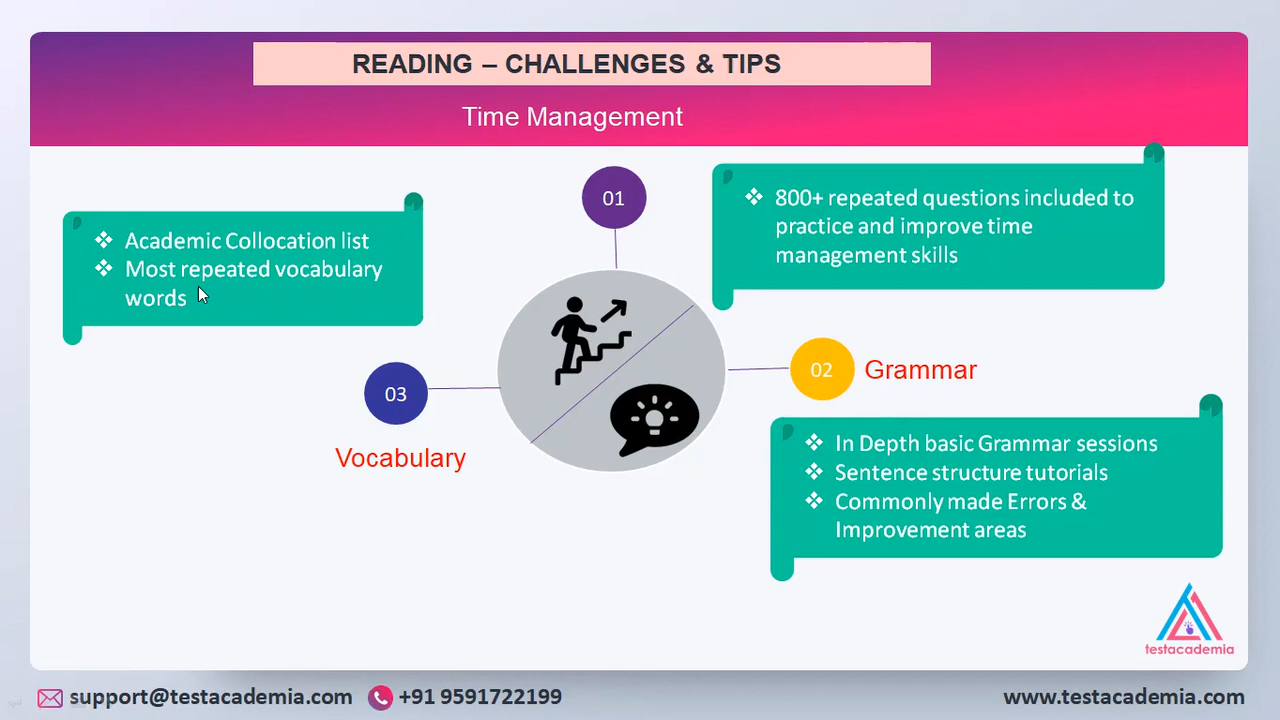 READING – CHALLENGES & TIPS
Time Management
01
❖ 800+ repeated questions included to
practice and improve time
management skills
❖ Academic Collocation list
❖ Most repeated vocabulary
words
02
Grammar
03
Vocabulary
❖ In Depth basic Grammar sessions
❖ Sentence structure tutorials
❖ Commonly made Errors &
Improvement areas
testacademia
support@testacademia.com +91 9591722199 www.testacademia.com